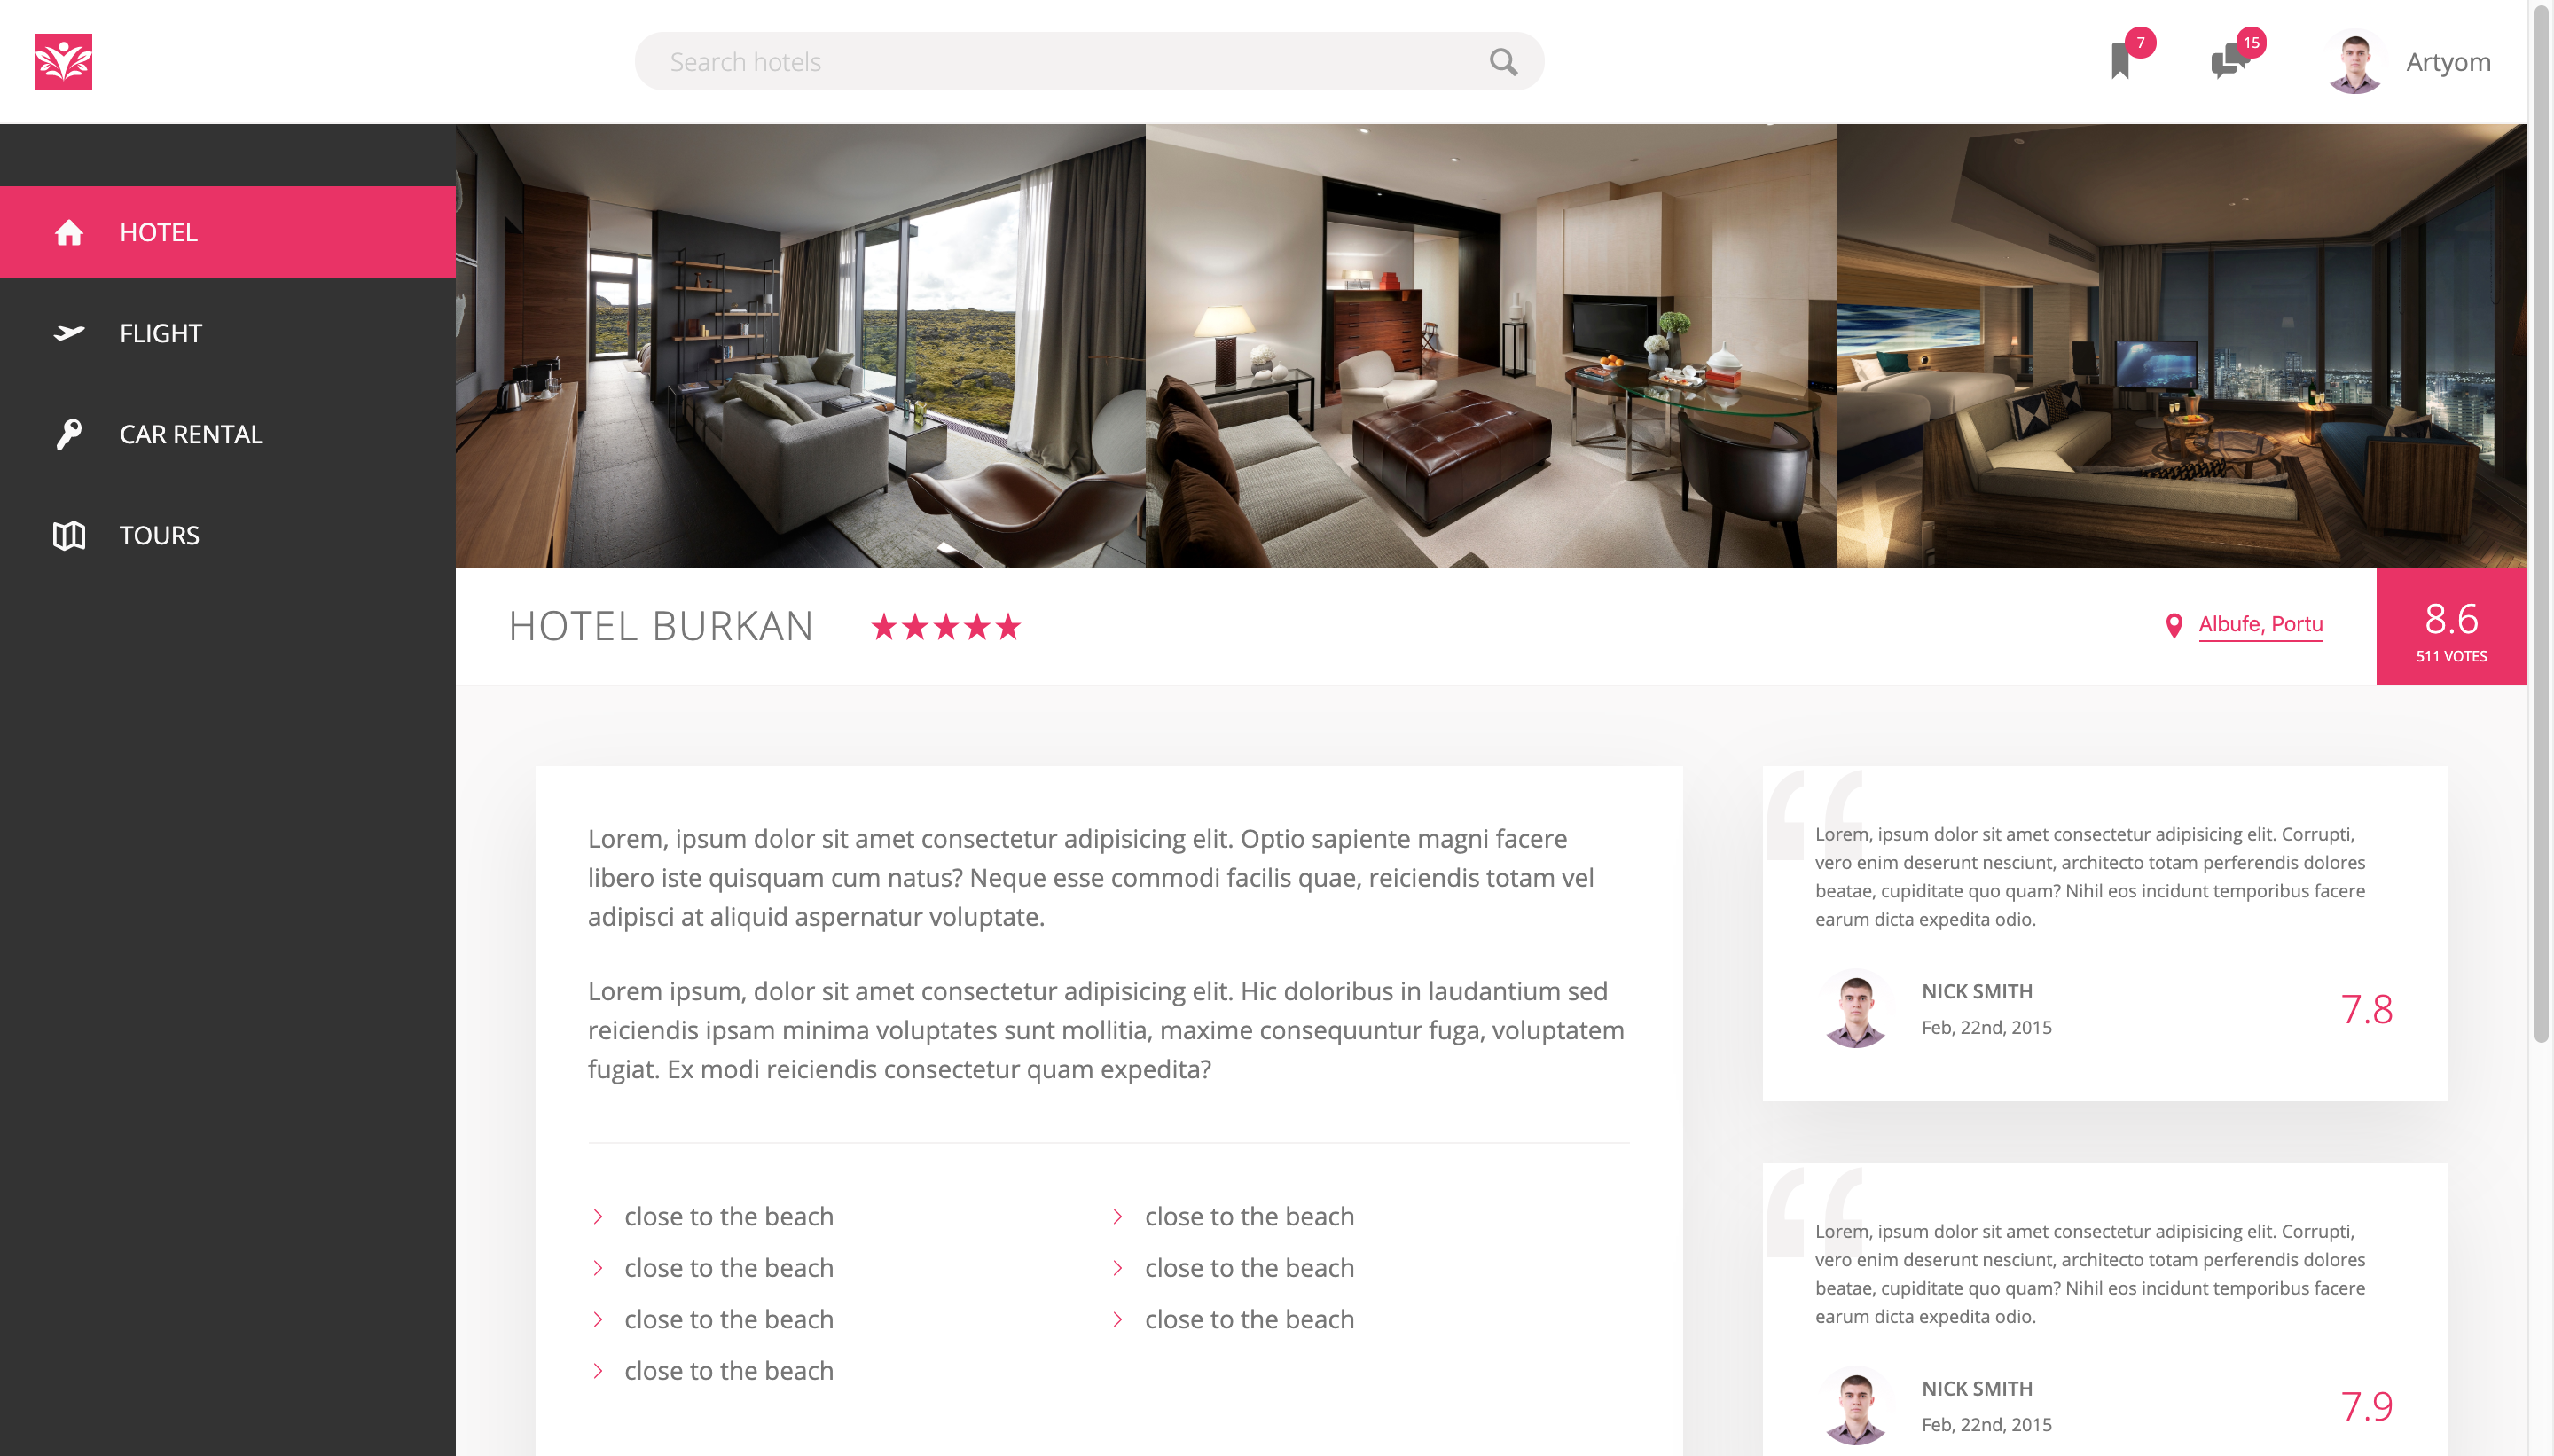 Search hotels
7
15
Artyom
HOTEL
FLIGHT
CAR RENTAL
TOURS
HOTEL BURKAN
Albufe, Portu
8.6
511 VOTES
Lorem, ipsum dolor sit amet consectetur adipisicing elit. Optio sapiente magni facere
libero iste quisquam cum natus? Neque esse commodi facilis quae, reiciendis totam vel
adipisci at aliquid aspernatur voluptate.
Lorem ipsum, dolor sit amet consectetur adipisicing elit. Hic doloribus in laudantium sed
reiciendis ipsam minima voluptates sunt mollitia, maxime consequuntur fuga, voluptatem
fugiat. Ex modi reiciendis consectetur quam expedita?
close to the beach
close to the beach
close to the beach
close to the beach
close to the beach
close to the beach
close to the beach
Lorem, ipsum dolor sit amet consectetur adipisicing elit. Corrupti,
vero enim deserunt nesciunt, architecto totam perferendis dolores
beatae, cupiditate quo quam? Nihil eos incidunt temporibus facere
earum dicta expedita odio.
NICK SMITH
Feb, 22nd, 2015
7.8
Lorem, ipsum dolor sit amet consectetur adipisicing elit. Corrupti,
vero enim deserunt nesciunt, architecto totam perferendis dolores
beatae, cupiditate quo quam? Nihil eos incidunt temporibus facere
earum dicta expedita odio.
NICK SMITH
Feb, 22nd, 2015
7.9